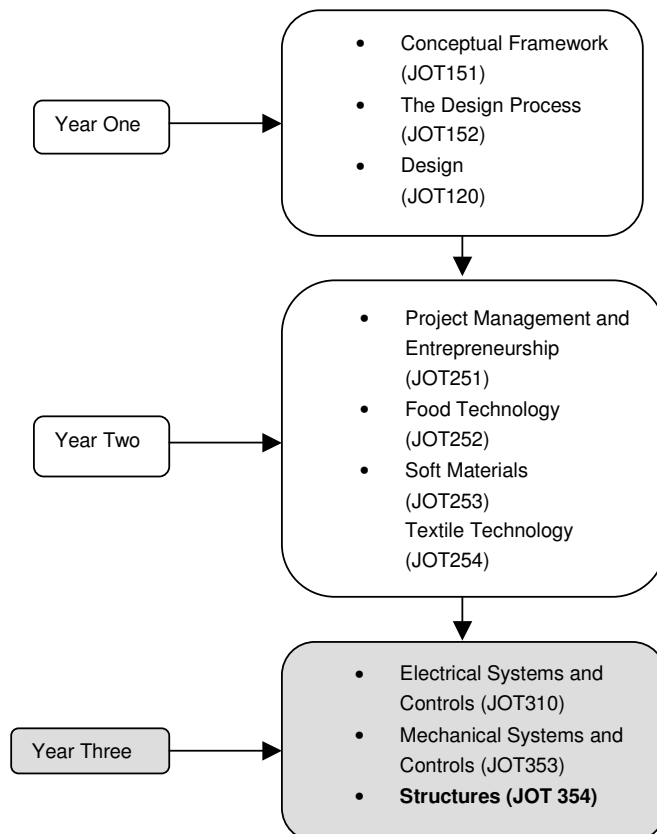 Year One
• Conceptual Framework
(JOT151)
• The Design Process
(JOT152)
• Design
(JOT120)
Year Two
• Project Management and
Entrepreneurship
(JOT251)
• Food Technology
(JOT252)
• Soft Materials
(JOT253)
Textile Technology
(JOT254)
Year Three
• Electrical Systems and
Controls (JOT310)
• Mechanical Systems and
Controls (JOT353)
• Structures (JOT 354)